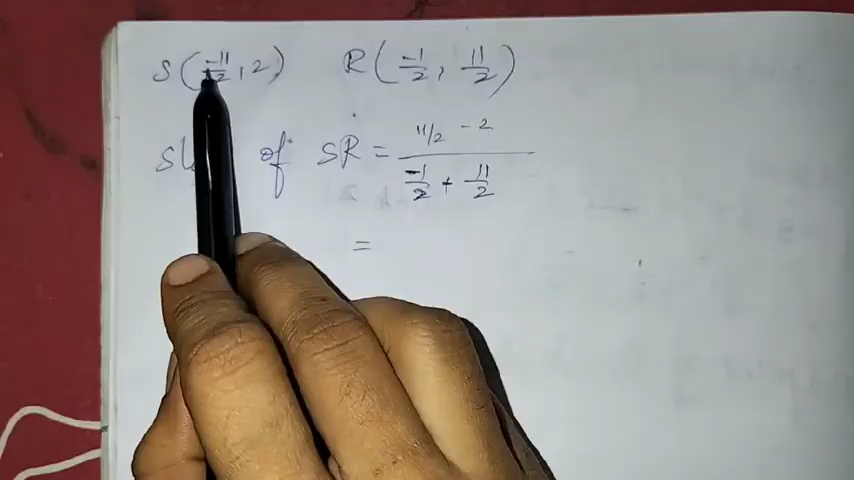 S(-11/2, 2) R(-1/2, 11/2)
of SR = (11/2 - 2)/(-1/2 + 11/2)
=